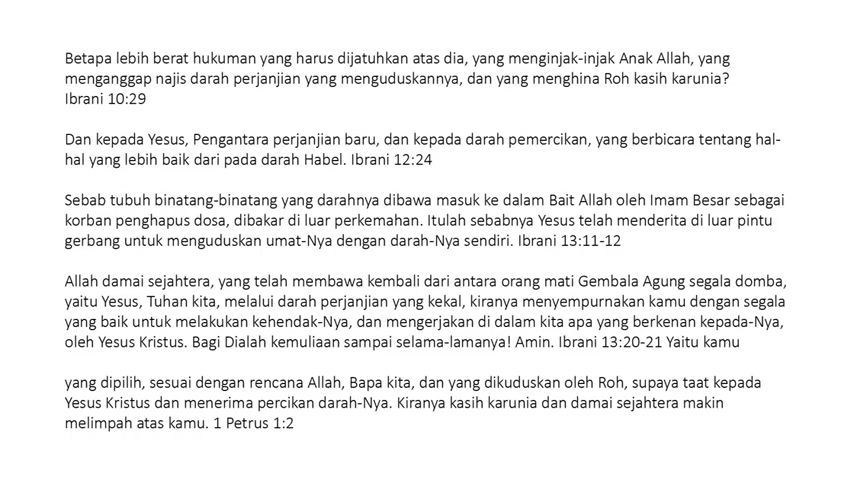 Betapa lebih berat hukuman yang harus dijatuhkan atas dia, yang menginjak-injak Anak Allah, yang
menganggap najis darah perjanjian yang menguduskannya, dan yang menghina Roh kasih karunia?
Ibrani 10:29
Dan kepada Yesus, Pengantara perjanjian baru, dan kepada darah pemercikan, yang berbicara tentang hal-
hal yang lebih baik dari pada darah Habel. Ibrani 12:24
Sebab tubuh binatang-binatang yang darahnya dibawa masuk ke dalam Bait Allah oleh Imam Besar sebagai
korban penghapus dosa, dibakar di luar perkemahan. Itulah sebabnya Yesus telah menderita di luar pintu
gerbang untuk menguduskan umat-Nya dengan darah-Nya sendiri. Ibrani 13:11-12
Allah damai sejahtera, yang telah membawa kembali dari antara orang mati Gembala Agung segala domba,
yaitu Yesus, Tuhan kita, melalui darah perjanjian yang kekal, kiranya menyempurnakan kamu dengan segala
yang baik untuk melakukan kehendak-Nya, dan mengerjakan di dalam kita apa yang berkenan kepada-Nya,
oleh Yesus Kristus. Bagi Dialah kemuliaan sampai selama-lamanya! Amin. Ibrani 13:20-21 Yaitu kamu
yang dipilih, sesuai dengan rencana Allah, Bapa kita, dan yang dikuduskan oleh Roh, supaya taat kepada
Yesus Kristus dan menerima percikan darah-Nya. Kiranya kasih karunia dan damai sejahtera makin
melimpah atas kamu. 1 Petrus 1:2